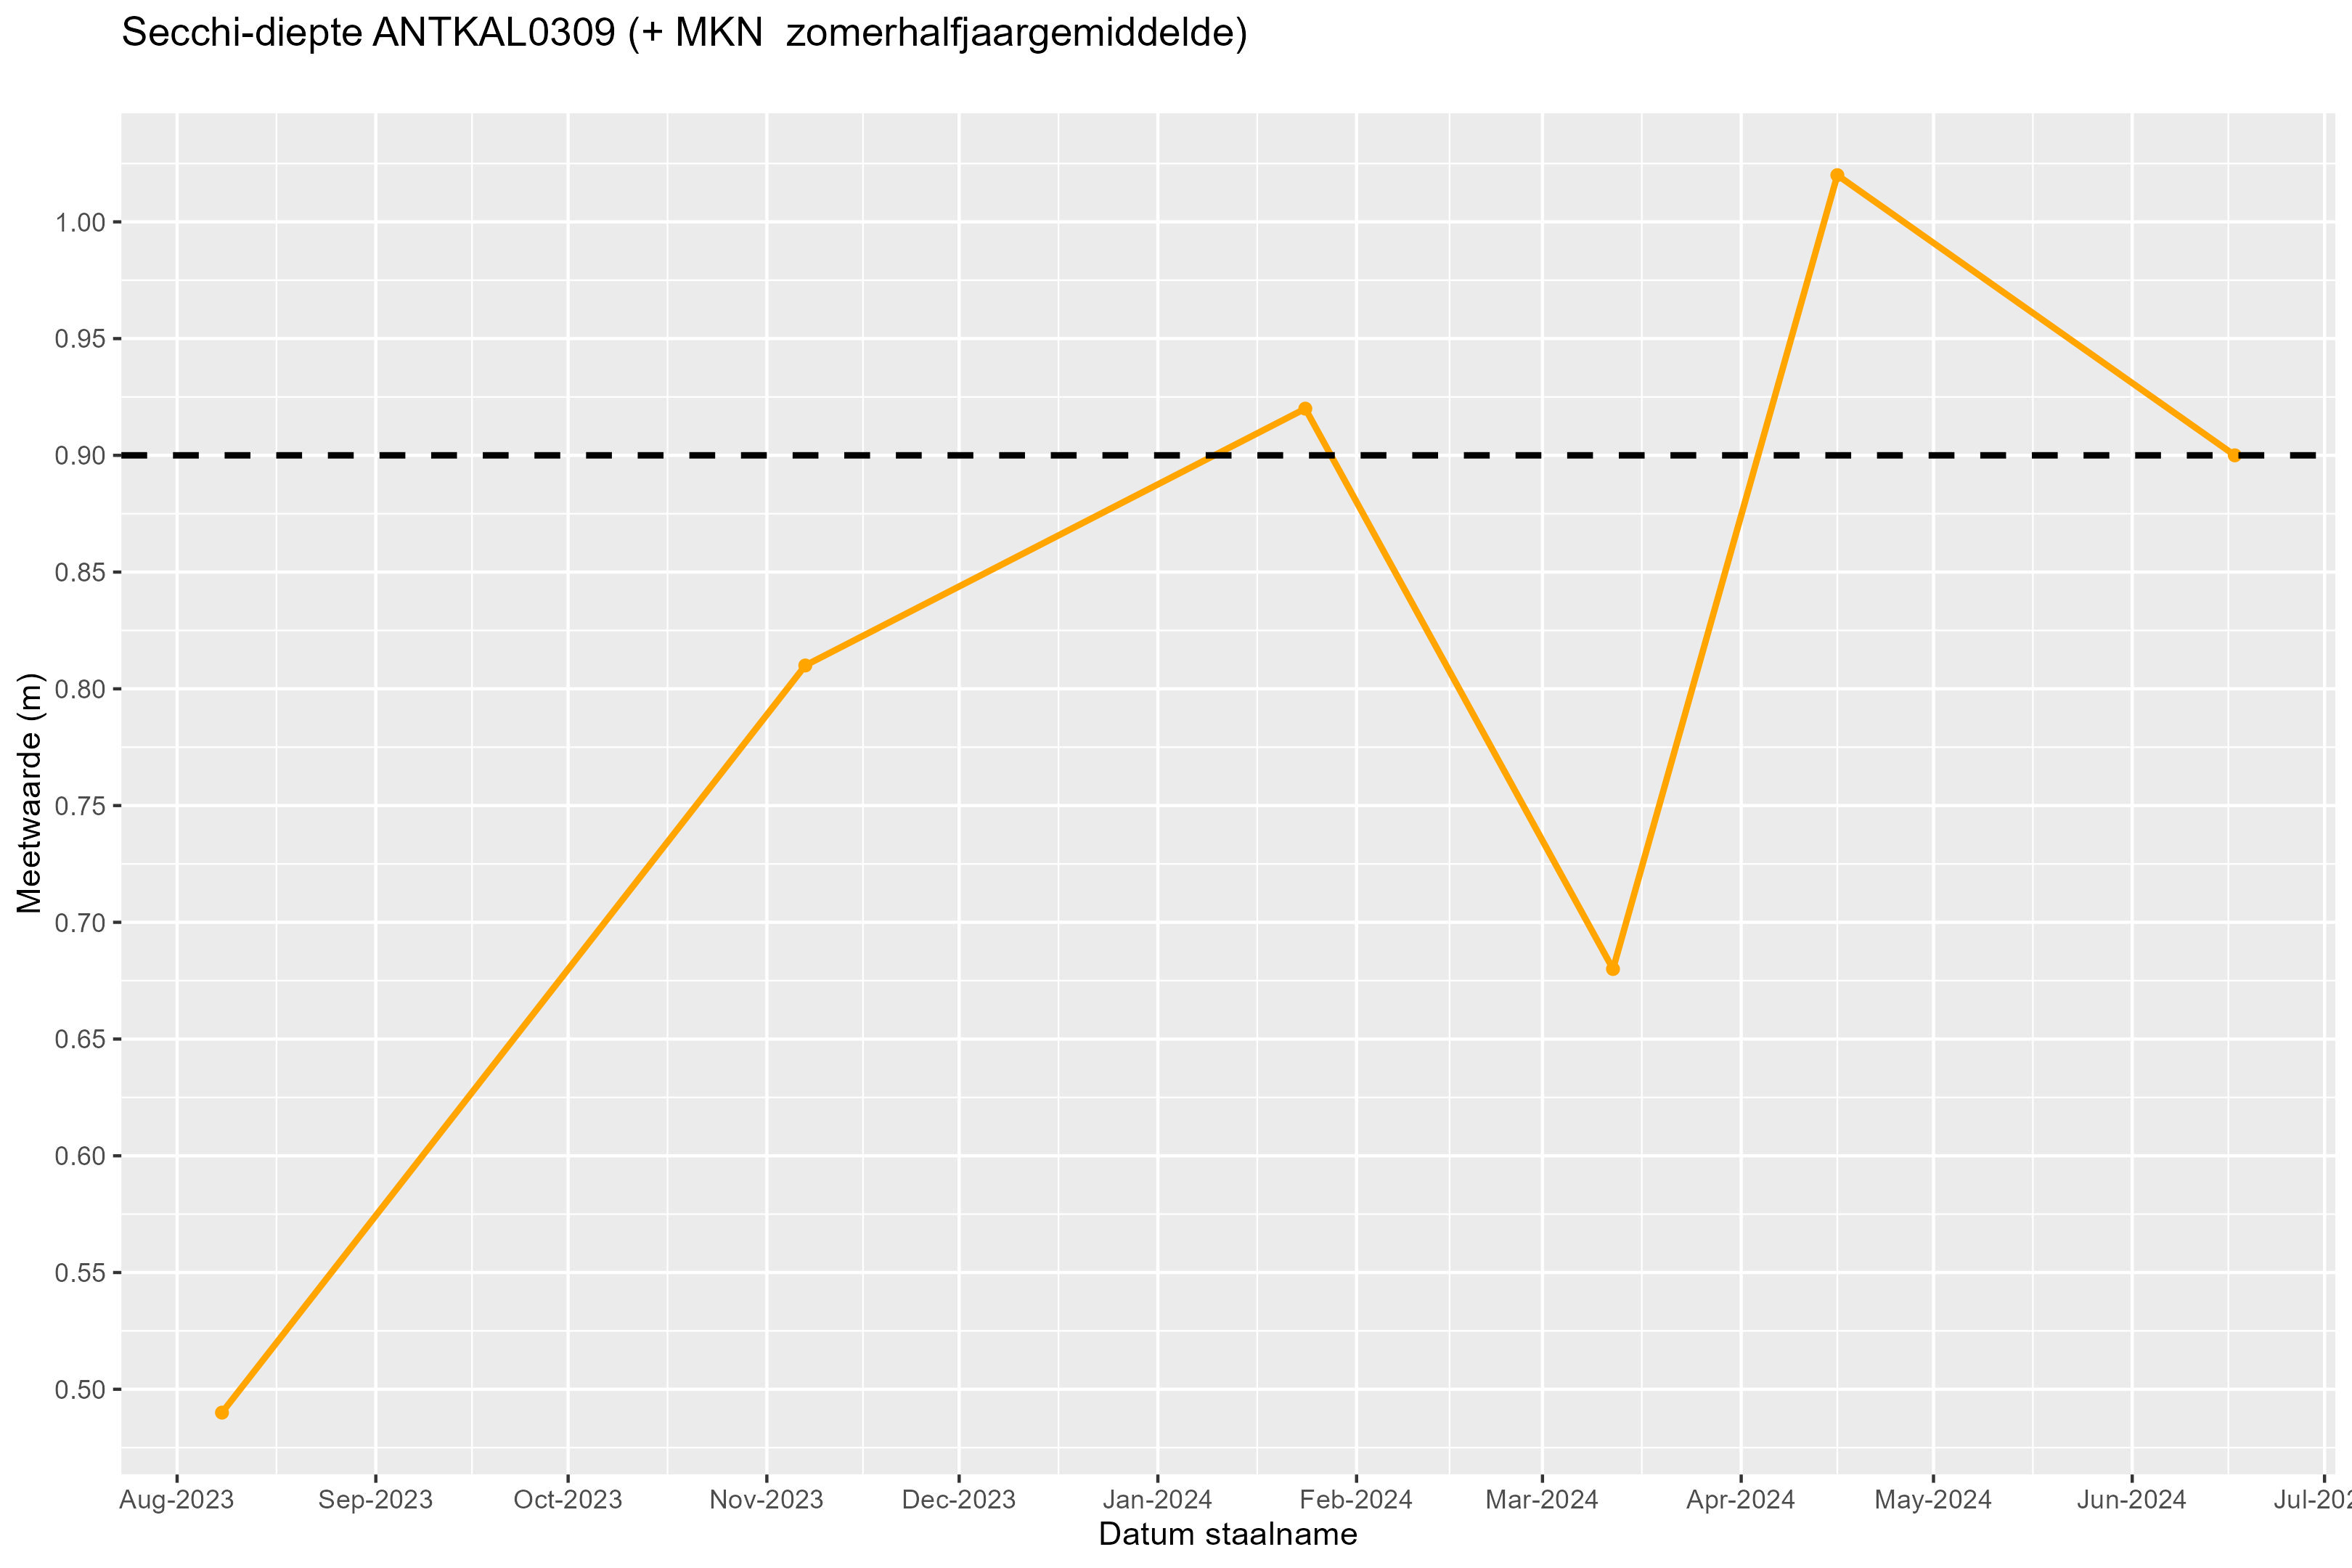 Secchi-diepte ANTKAL0309 (+ MKN  zomerhalfjaargemiddelde)
Meetwaarde (m)
1.00
0.95
0.90
0.85
0.80
0.75
0.70
0.65
0.60
0.55
0.50
Aug-2023 Sep-2023 Oct-2023 Nov-2023 Dec-2023 Jan-2024 Feb-2024 Mar-2024 Apr-2024 May-2024 Jun-2024 Jul-202
Datum staalname